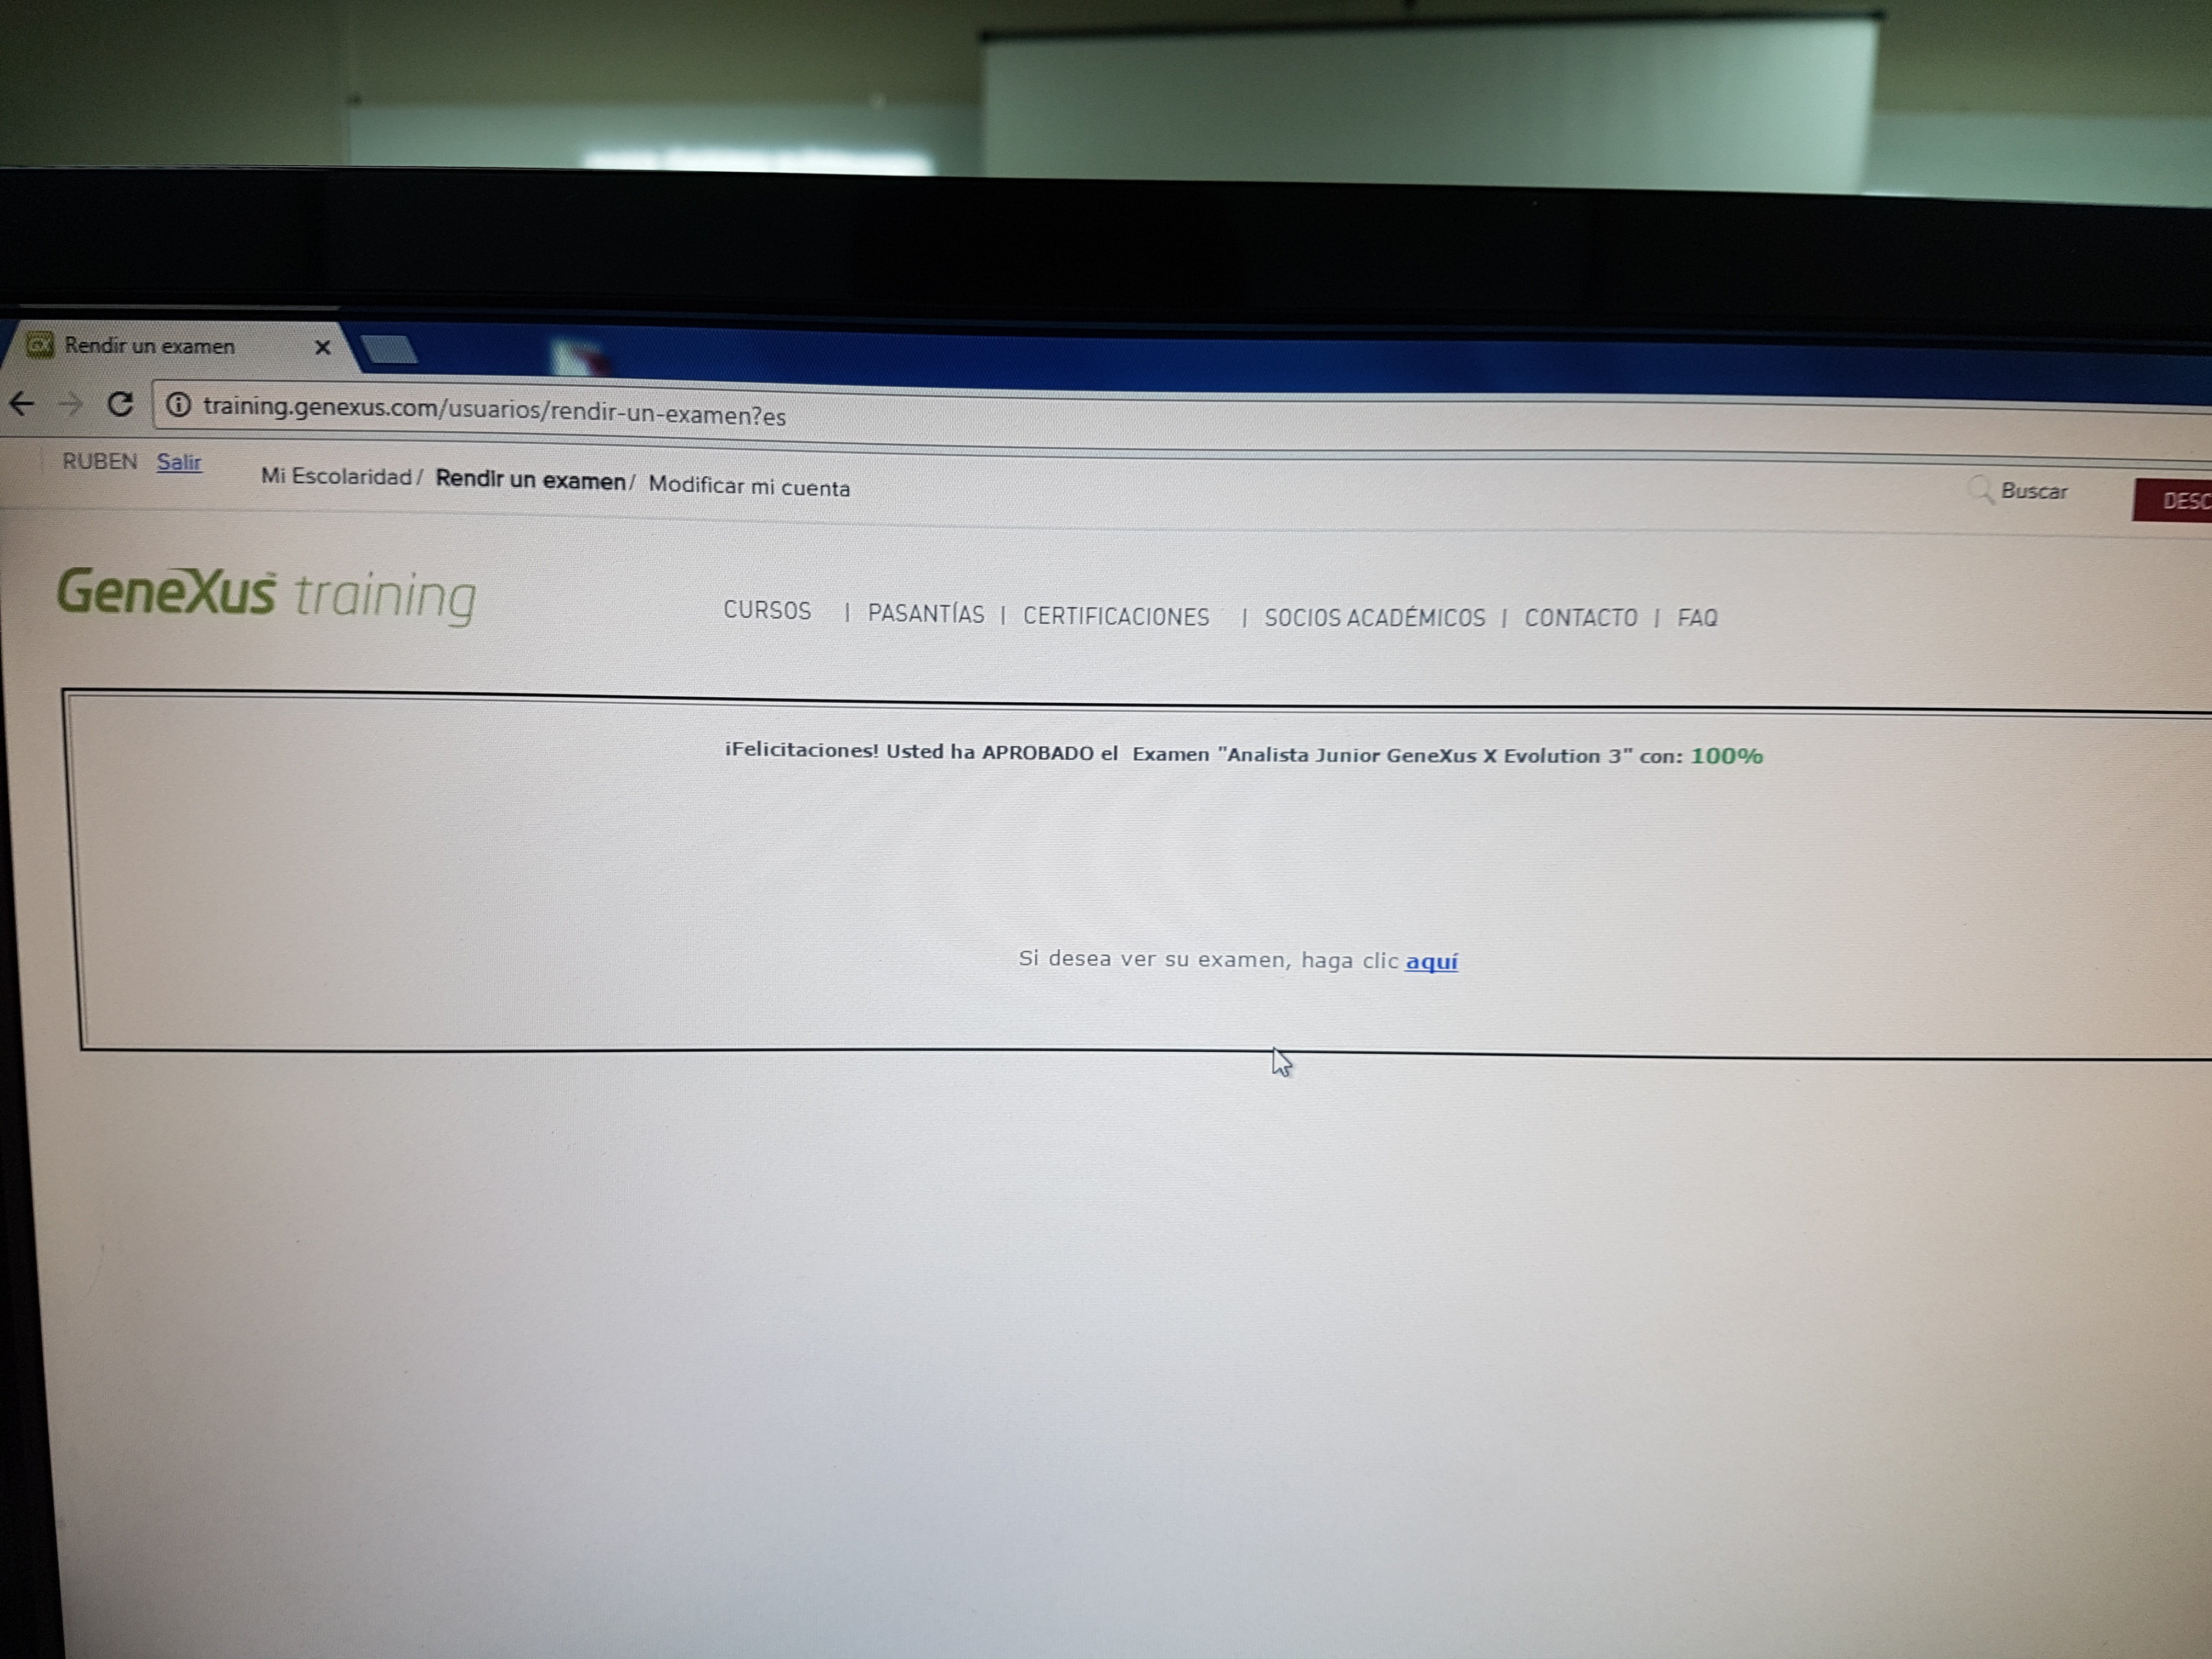 Rendir un examen
training.genexus.com/usuarios/rendir-un-examen?es
RUBEN Salir Mi Escolaridad / Rendir un examen / Modificar mi cuenta Buscar DESC
GeneXus™ training
CURSOS | PASANTÍAS | CERTIFICACIONES | SOCIOS ACADÉMICOS | CONTACTO | FAQ
¡Felicitaciones! Usted ha APROBADO el Examen "Analista Junior GeneXus X Evolution 3" con: 100%
Si desea ver su examen, haga clic aquí